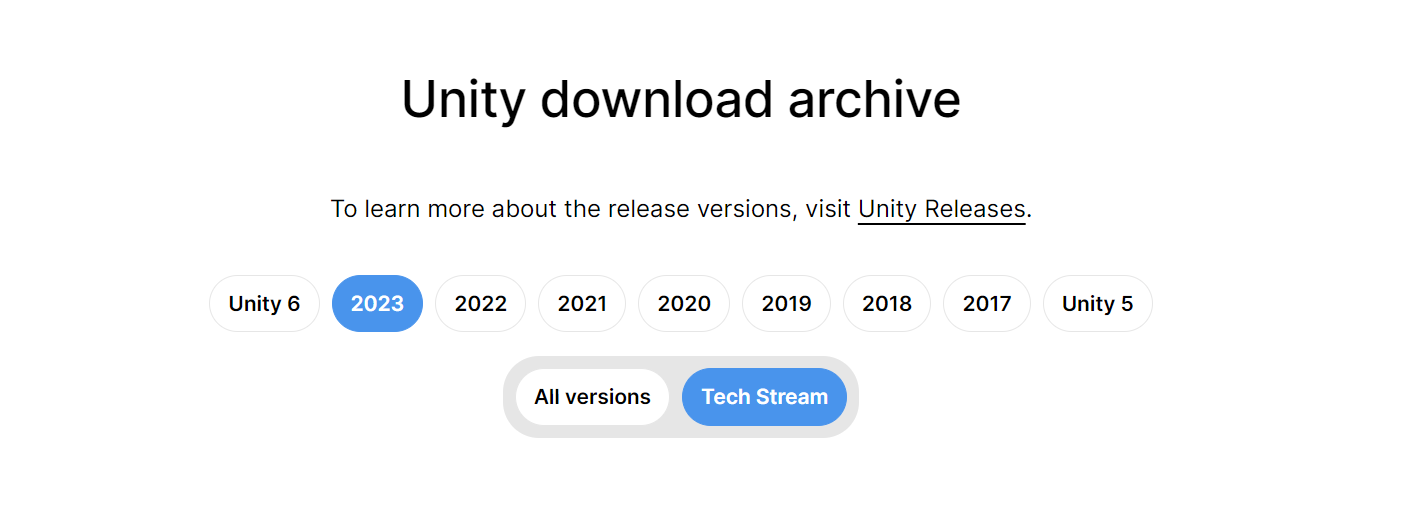 Unity download archive
To learn more about the release versions, visit Unity Releases.
Unity 6 2023 2022 2021 2020 2019 2018 2017 Unity 5
All versions Tech Stream